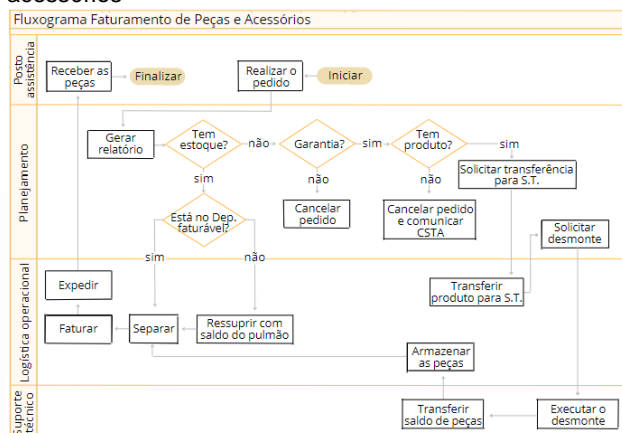 acessórios
Fluxograma Faturamento de Peças e Acessórios
Posto
assistência
Receber as
peças
Finalizar
Realizar o
pedido
Iniciar
Planejamento
Gerar
relatório
Tem
estoque?
não
Garantia?
sim
Tem
produto?
sim
Solicitar transferência
para S.T.
sim
não
não
Cancelar
pedido
Cancelar pedido
e comunicar
CSTA
Está no Dep.
faturável?
Solicitar
desmonte
sim
não
Logística operacional
Expedir
Transferir
produto para S.T.
Faturar
Separar
Ressuprir com
saldo do pulmão
Armazenar
as peças
Suporte
técnico
Transferir
saldo de peças
Executar o
desmonte